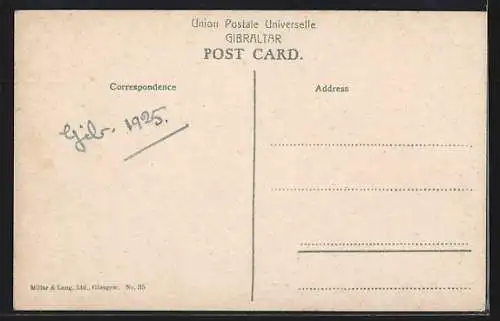 Union Postale Universelle
GIBRALTAR
POST CARD.
Correspondence
Address
Gib. 1925.
Millar & Lang, Ltd., Glasgow. No. 35